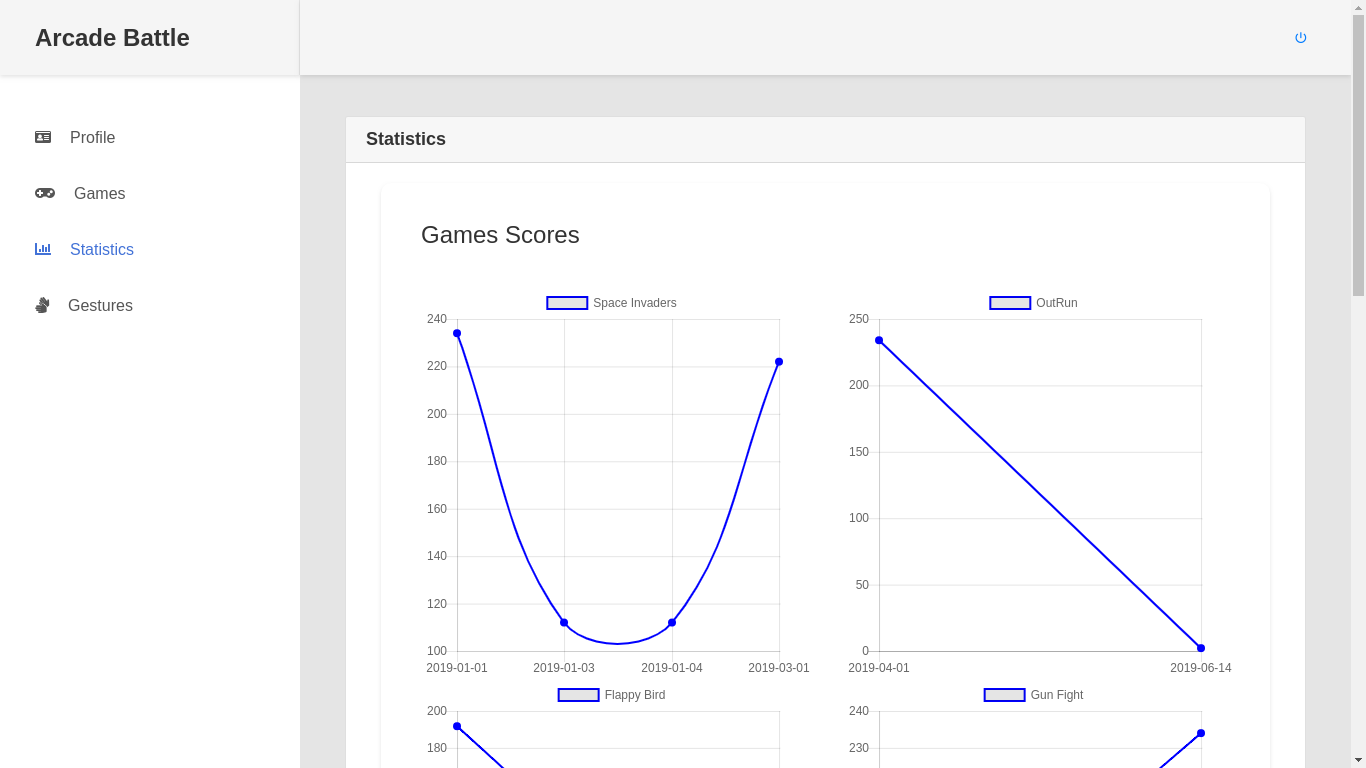 Arcade Battle
Profile
Games
Statistics
Gestures
Statistics
Games Scores
Space Invaders
240
220
200
180
160
140
120
100
2019-01-01 2019-01-03 2019-01-04 2019-03-01
OutRun
250
200
150
100
50
0
2019-04-01 2019-06-14
Flappy Bird
200
180
Gun Fight
240
230